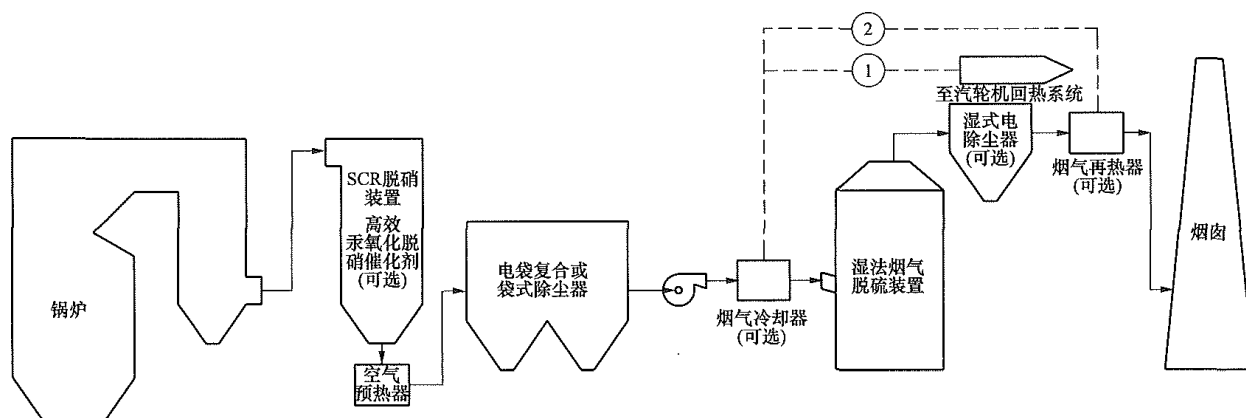 锅炉
SCR脱硝
装置
高效
汞氧化脱
硝催化剂
(可选)
空气
预热器
电袋复合或
袋式除尘器
烟气冷却器
(可选)
湿法烟气
脱硫装置
②
①
至汽轮机回热系统
湿式电
除尘器
(可选)
烟气再热器
(可选)
烟囱